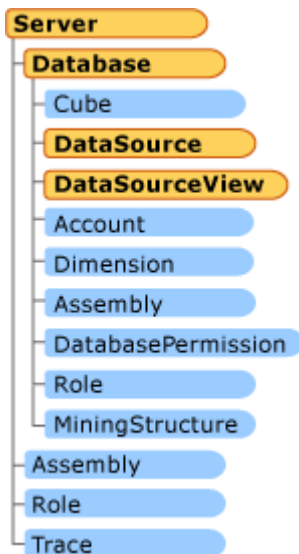 Server
Database
Cube
DataSource
DataSourceView
Account
Dimension
Assembly
DatabasePermission
Role
MiningStructure
Assembly
Role
Trace